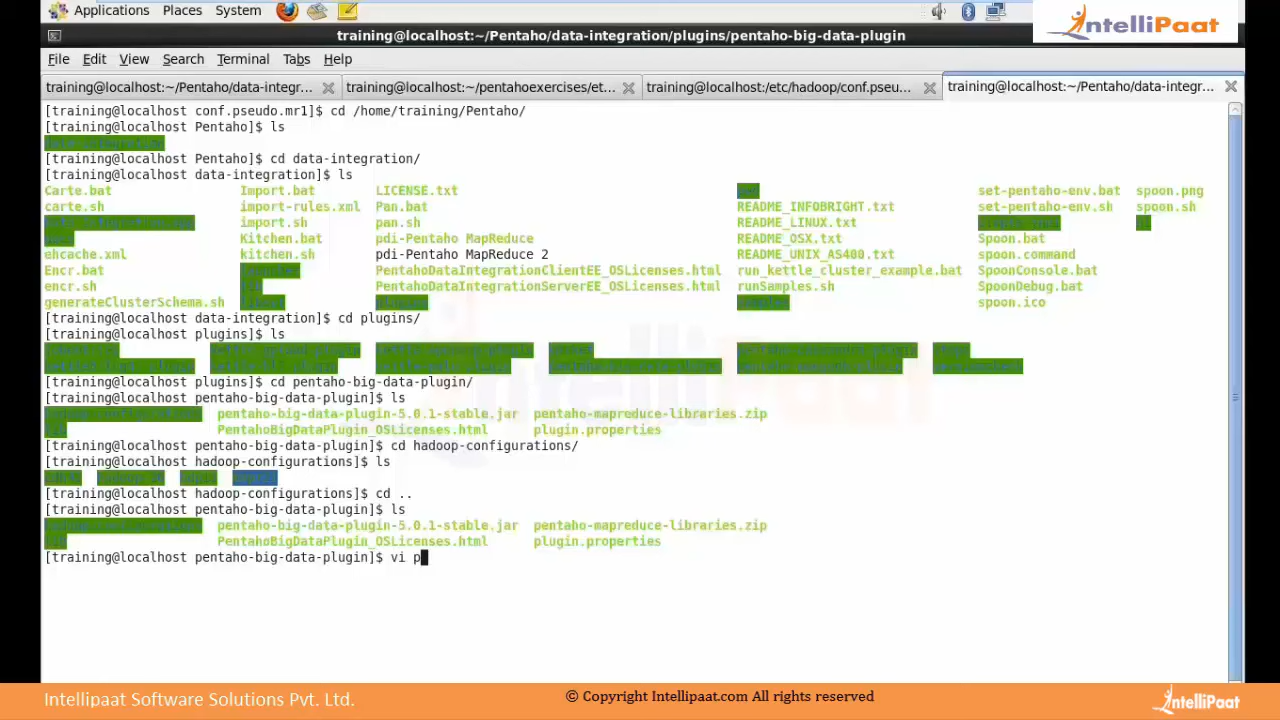 Applications Places System
IntelliPaat
training@localhost:~/Pentaho/data-integration/plugins/pentaho-big-data-plugin
File Edit View Search Terminal Tabs Help
training@localhost:~/Pentaho/data-integr... training@localhost:~/pentahoexercises/et... training@localhost:/etc/hadoop/conf.pseu... training@localhost:~/Pentaho/data-integr...
[training@localhost conf.pseudo.mr1]$ cd /home/training/Pentaho/
[training@localhost Pentaho]$ ls
[training@localhost Pentaho]$ cd data-integration/
[training@localhost data-integration]$ ls
Carte.bat Import.bat LICENSE.txt set-pentaho-env.bat spoon.png
carte.sh import-rules.xml Pan.bat README_INFOBRIGHT.txt set-pentaho-env.sh spoon.sh
import.sh pan.sh README_LINUX.txt
Kitchen.bat pdi-Pentaho MapReduce README_OSX.txt Spoon.bat
ehcache.xml kitchen.sh pdi-Pentaho MapReduce 2 README_UNIX_AS400.txt spoon.command
Encr.bat PentahoDataIntegrationClientEE_OSLicenses.html run_kettle_cluster_example.bat SpoonConsole.bat
encr.sh PentahoDataIntegrationServerEE_OSLicenses.html runSamples.sh SpoonDebug.bat
generateClusterSchema.sh spoon.ico
[training@localhost data-integration]$ cd plugins/
[training@localhost plugins]$ ls
[training@localhost plugins]$ cd pentaho-big-data-plugin/
[training@localhost pentaho-big-data-plugin]$ ls
pentaho-big-data-plugin-5.0.1-stable.jar pentaho-mapreduce-libraries.zip
PentahoBigDataPlugin_OSLicenses.html plugin.properties
[training@localhost pentaho-big-data-plugin]$ cd hadoop-configurations/
[training@localhost hadoop-configurations]$ ls
[training@localhost hadoop-configurations]$ cd ..
[training@localhost pentaho-big-data-plugin]$ ls
pentaho-big-data-plugin-5.0.1-stable.jar pentaho-mapreduce-libraries.zip
PentahoBigDataPlugin_OSLicenses.html plugin.properties
[training@localhost pentaho-big-data-plugin]$ vi p
Intellipaat Software Solutions Pvt. Ltd. © Copyright Intellipaat.com All rights reserved IntelliPaat